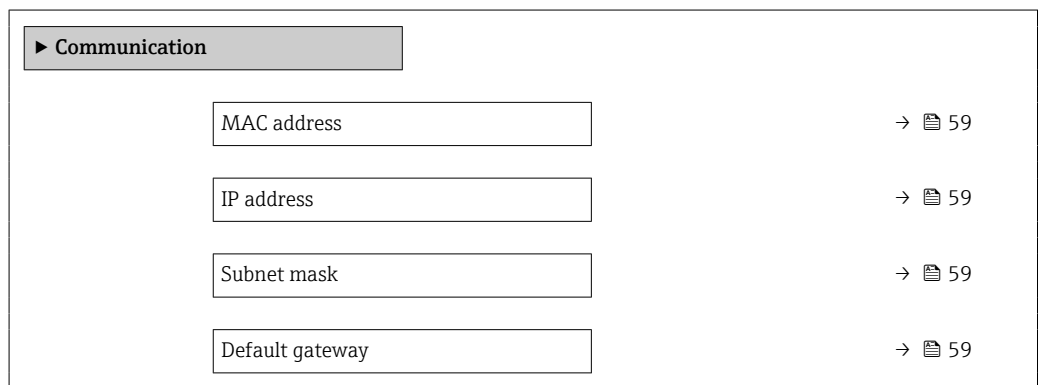 ▶ Communication
MAC address → 🖹 59
IP address → 🖹 59
Subnet mask → 🖹 59
Default gateway → 🖹 59